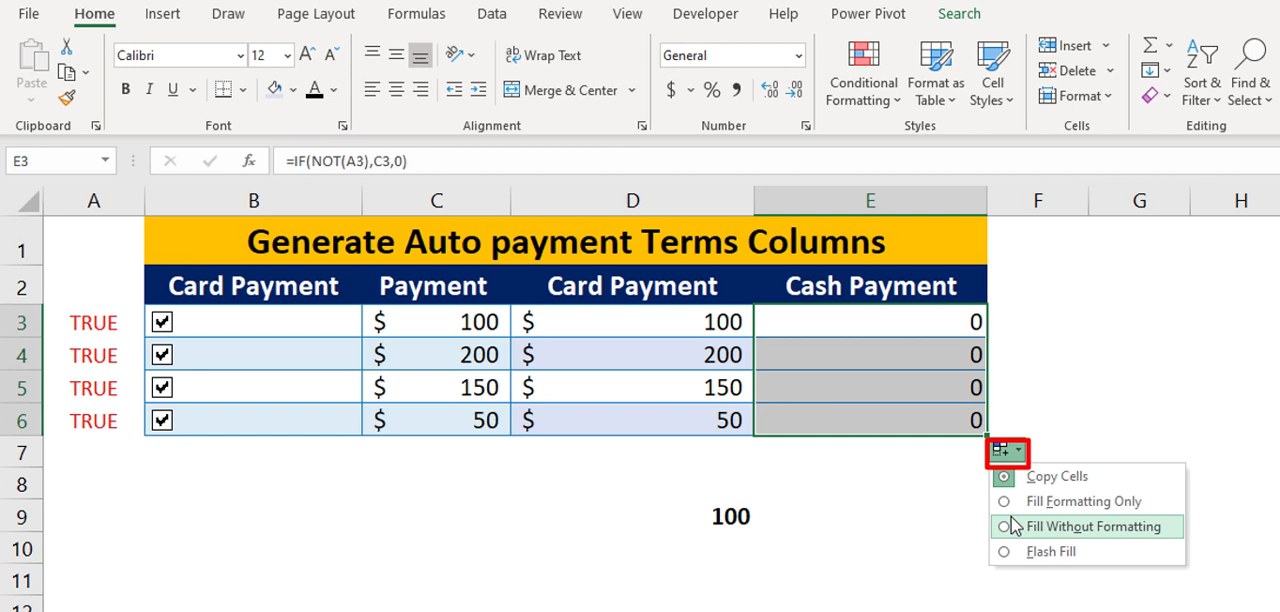 File Home Insert Draw Page Layout Formulas Data Review View Developer Help Power Pivot Search
Paste
Calibri 12
B I U A
Wrap Text
Merge & Center
General
$ % 9
Conditional Formatting
Format as Table
Cell Styles
Insert
Delete
Format
Sort & Filter
Find & Select
Clipboard Font Alignment Number Styles Cells Editing
E3 fx =IF(NOT(A3),C3,0)
A B C D E F G H
1 Generate Auto payment Terms Columns
2 Card Payment Payment Card Payment Cash Payment
3 TRUE $ 100 $ 100 0
4 TRUE $ 200 $ 200 0
5 TRUE $ 150 $ 150 0
6 TRUE $ 50 $ 50 0
7
8 Copy Cells
Fill Formatting Only
9 100 Fill Without Formatting
10 Flash Fill
11
12